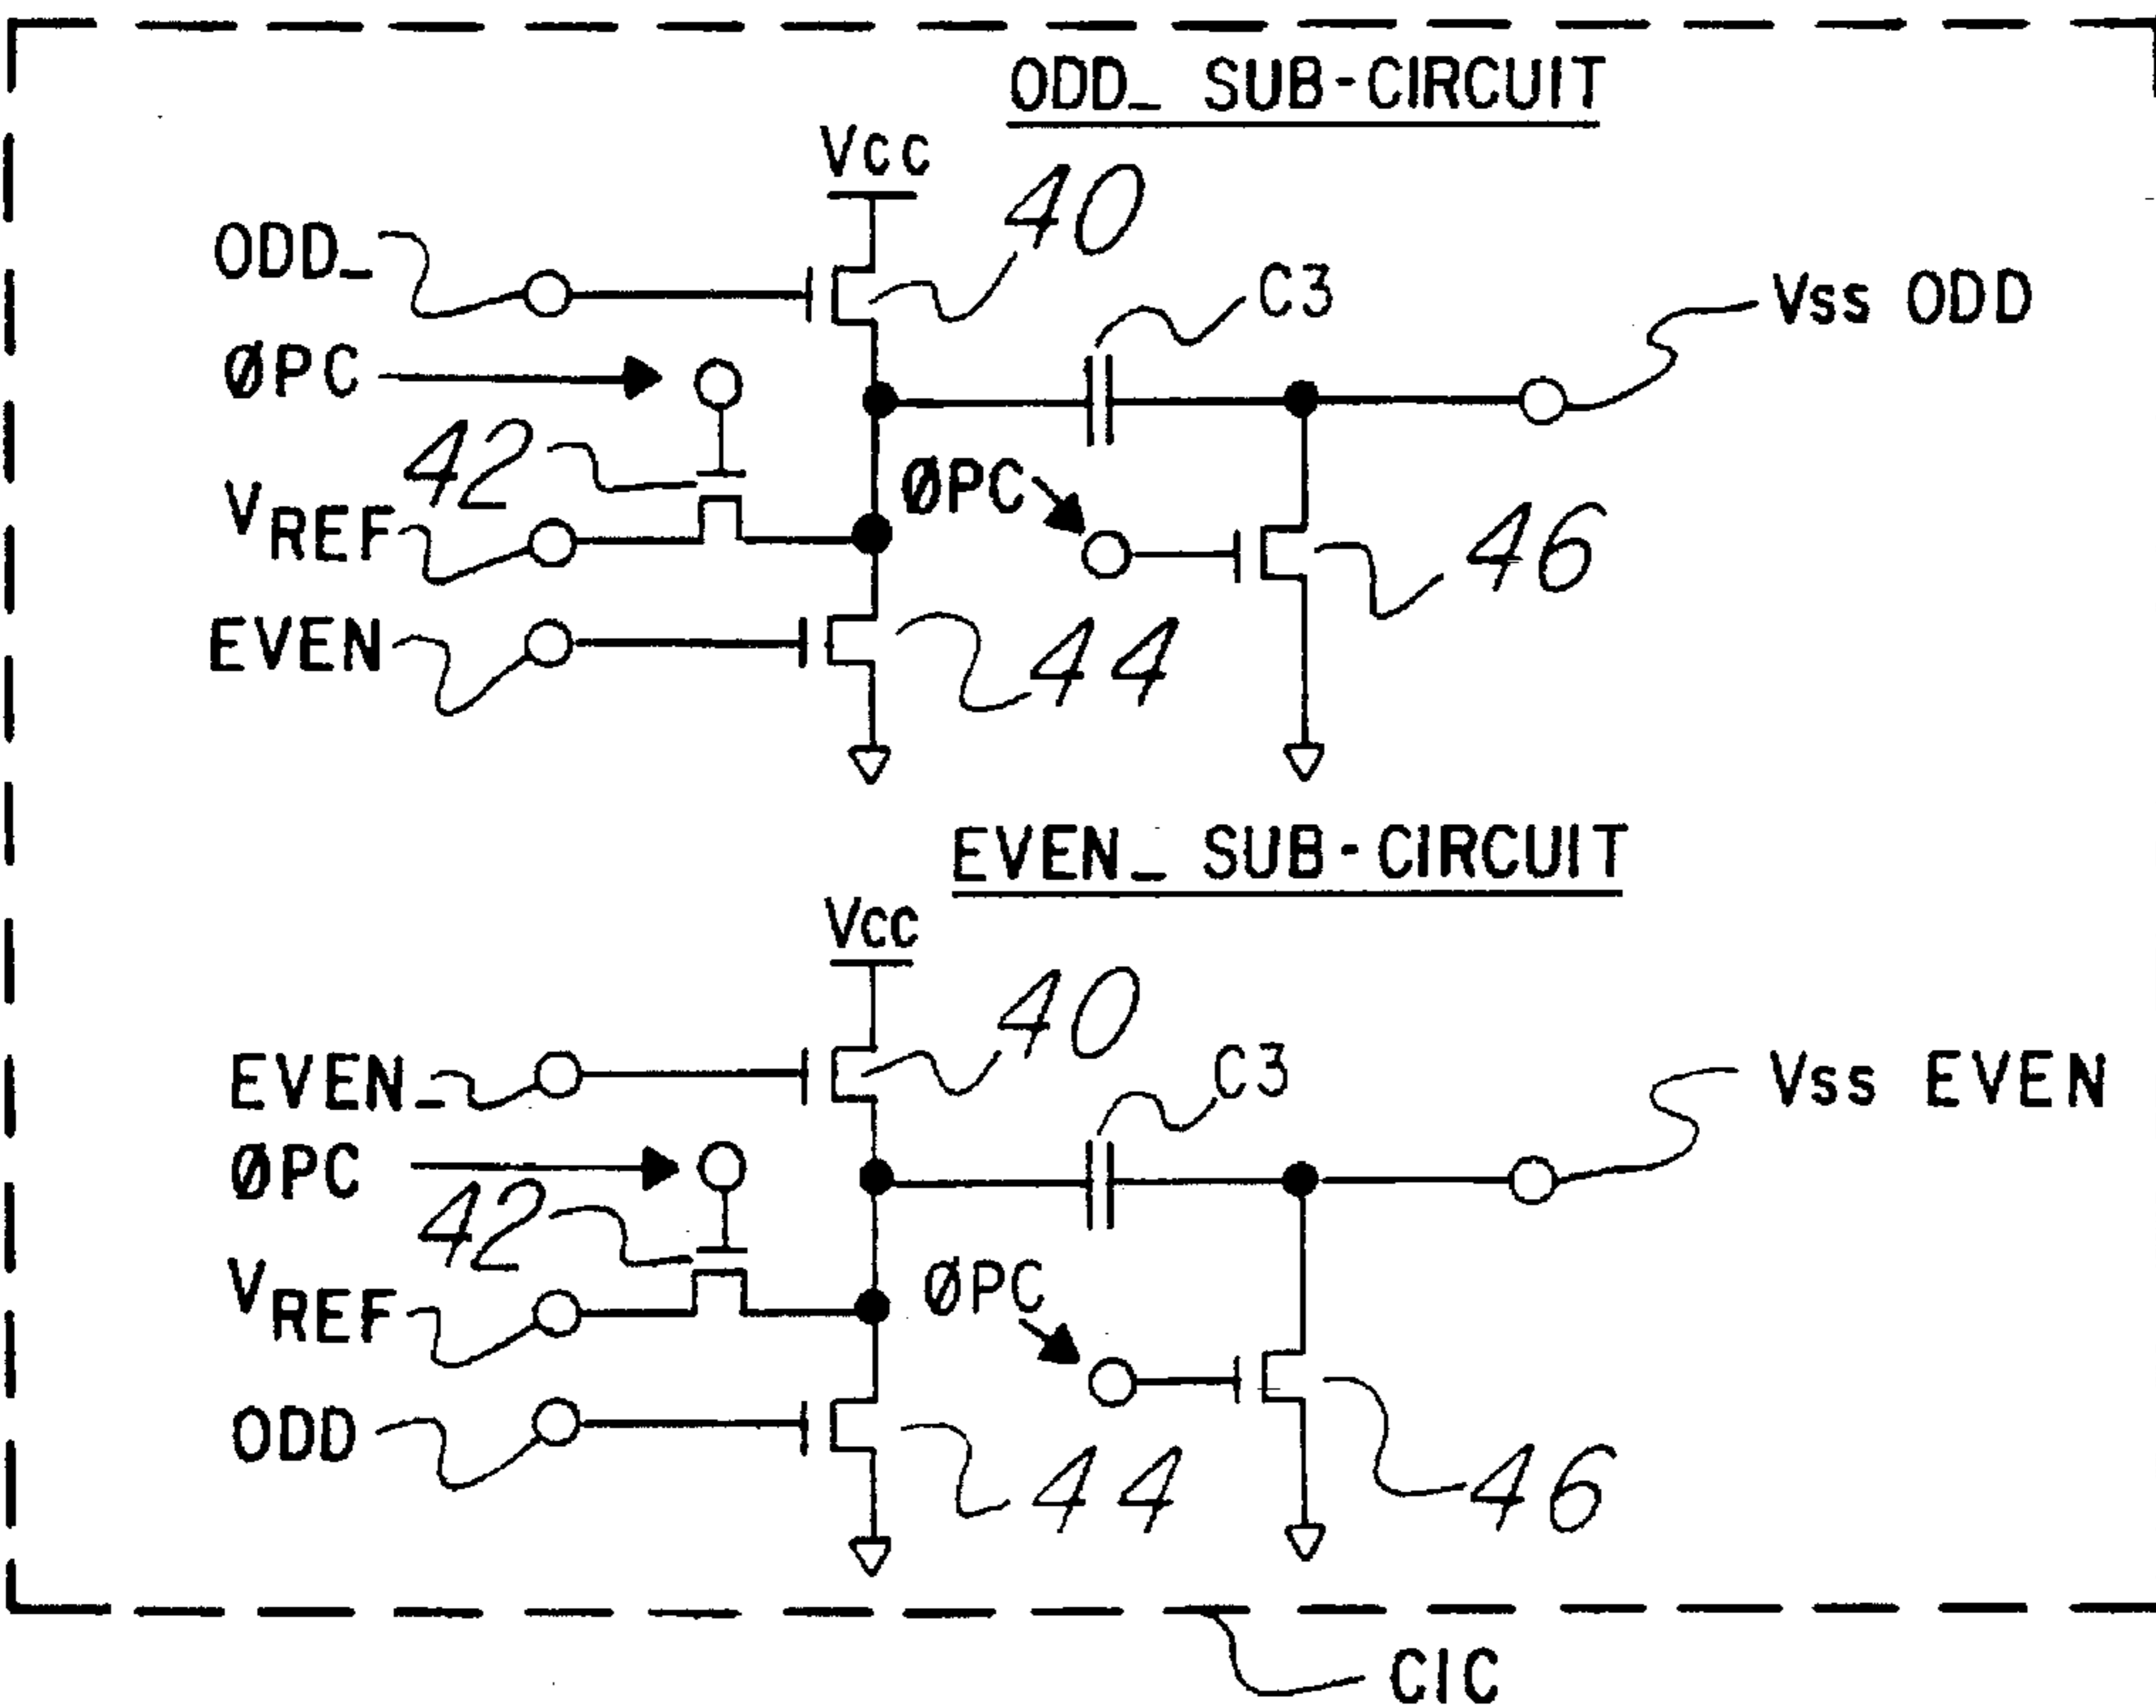 ODD_ SUB-CIRCUIT
Vcc
40
ODD_
C3
Vss ODD
ØPC
42
ØPC
VREF
46
EVEN
44
EVEN_ SUB-CIRCUIT
Vcc
40
EVEN_
C3
Vss EVEN
ØPC
42
ØPC
VREF
ODD
44
46
CIC